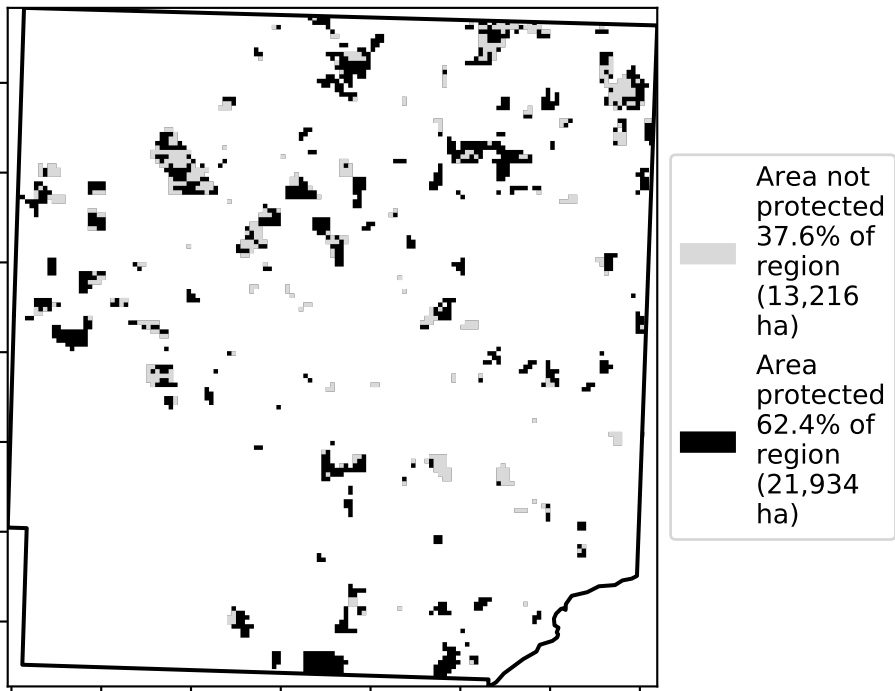 Area not
protected
37.6% of
region
(13,216
ha)
Area
protected
62.4% of
region
(21,934
ha)